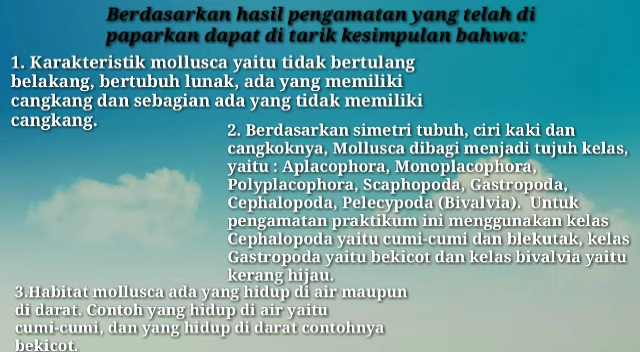 Berdasarkan hasil pengamatan yang telah di
paparkan dapat di tarik kesimpulan bahwa:
1. Karakteristik mollusca yaitu tidak bertulang
belakang, bertubuh lunak, ada yang memiliki
cangkang dan sebagian ada yang tidak memiliki
cangkang.
2. Berdasarkan simetri tubuh, ciri kaki dan
cangkoknya, Mollusca dibagi menjadi tujuh kelas,
yaitu : Aplacophora, Monoplacophora,
Polyplacophora, Scaphopoda, Gastropoda,
Cephalopoda, Pelecypoda (Bivalvia). Untuk
pengamatan praktikum ini menggunakan kelas
Cephalopoda yaitu cumi-cumi dan blekutak, kelas
Gastropoda yaitu bekicot dan kelas bivalvia yaitu
kerang hijau.
3.Habitat mollusca ada yang hidup di air maupun
di darat. Contoh yang hidup di air yaitu
cumi-cumi, dan yang hidup di darat contohnya
bekicot.